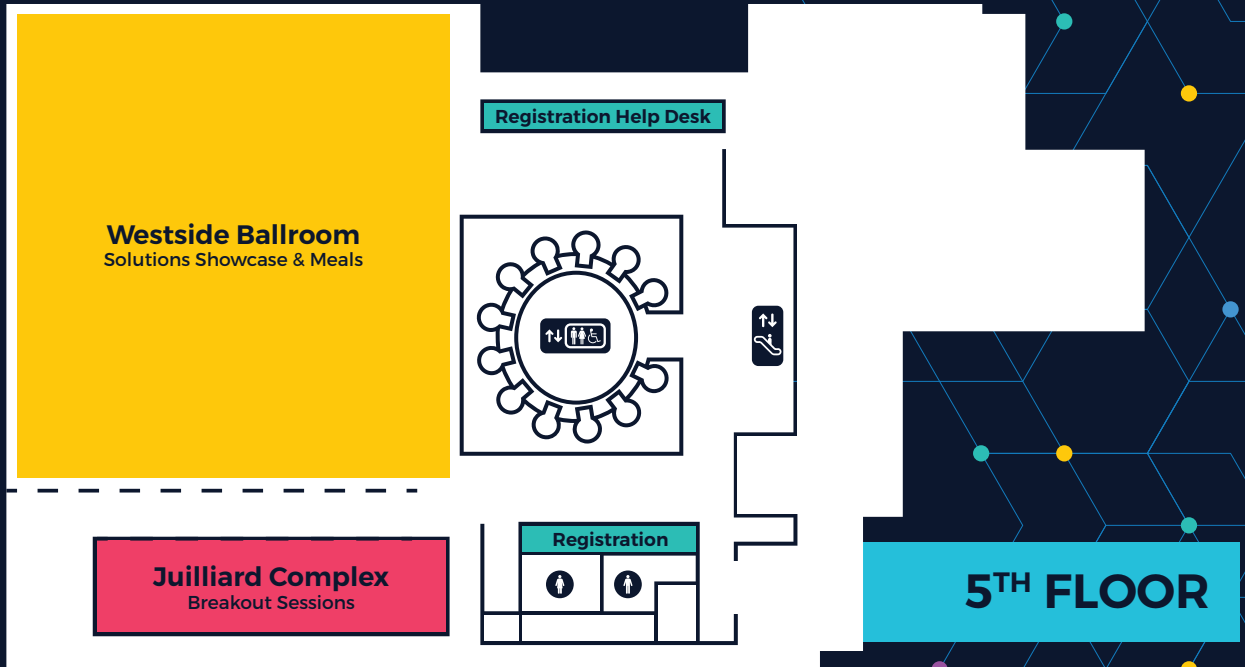 Registration Help Desk
Westside Ballroom
Solutions Showcase & Meals
Registration
Juilliard Complex
Breakout Sessions
5TH FLOOR